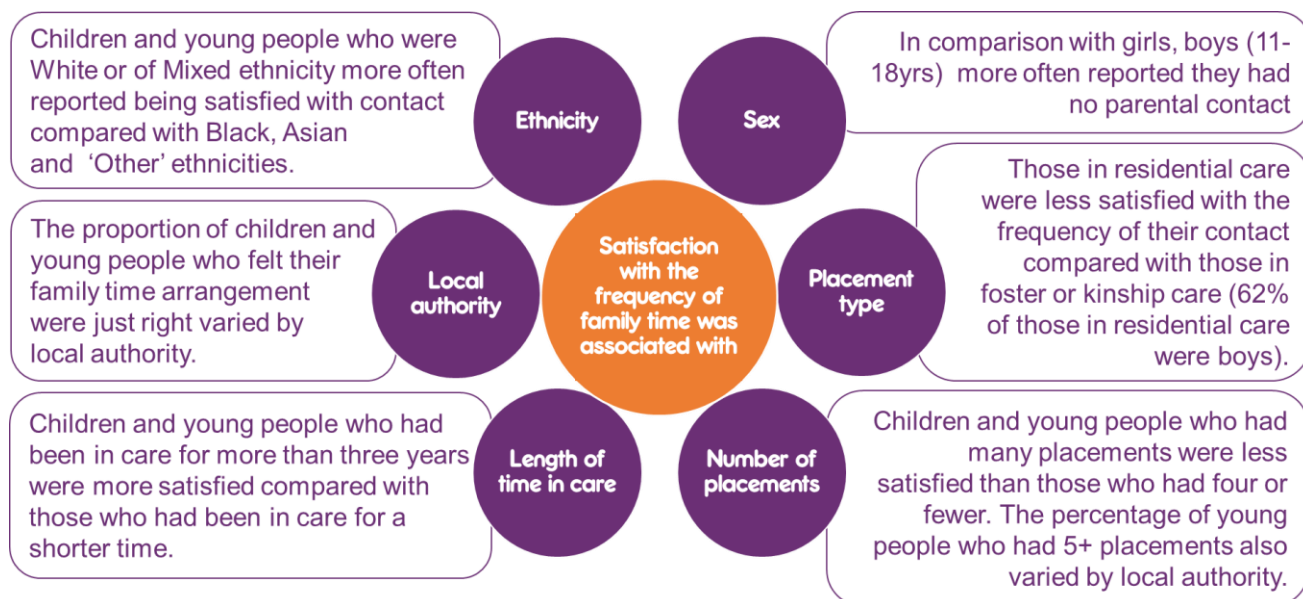 Children and young people who were
White or of Mixed ethnicity more often
reported being satisfied with contact
compared with Black, Asian
and ‘Other’ ethnicities.
Ethnicity
Sex
In comparison with girls, boys (11-
18yrs) more often reported they had
no parental contact
The proportion of children and
young people who felt their
family time arrangement
were just right varied by
local authority.
Local
authority
Satisfaction
with the
frequency of
family time was
associated with
Placement
type
Those in residential care
were less satisfied with the
frequency of their contact
compared with those in
foster or kinship care (62%
of those in residential care
were boys).
Children and young people who had
been in care for more than three years
were more satisfied compared with
those who had been in care for a
shorter time.
Length of
time in care
Number of
placements
Children and young people who had
many placements were less
satisfied than those who had four or
fewer. The percentage of young
people who had 5+ placements also
varied by local authority.